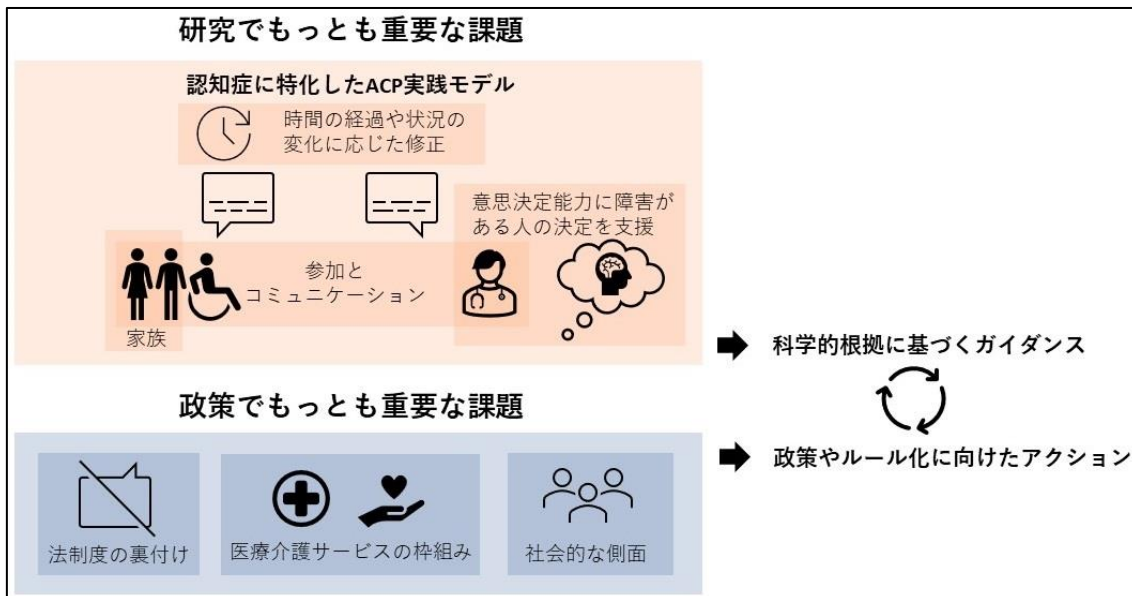 研究でもっとも重要な課題
認知症に特化したACP実践モデル
時間の経過や状況の
変化に応じた修正
意思決定能力に障害が
ある人の決定を支援
参加と
コミュニケーション
家族
科学的根拠に基づくガイダンス
政策でもっとも重要な課題
政策やルール化に向けたアクション
法制度の裏付け
医療介護サービスの枠組み
社会的な側面